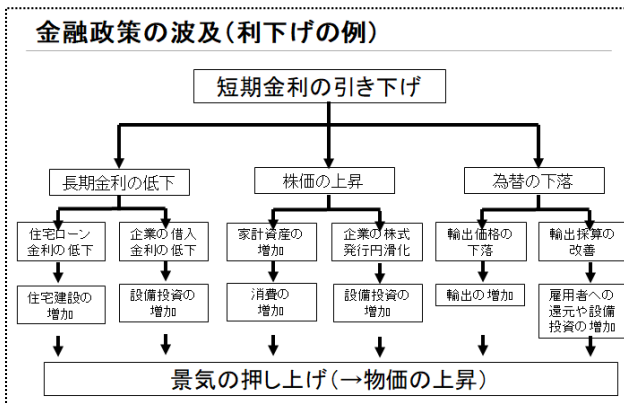 金融政策の波及(利下げの例)
短期金利の引き下げ
長期金利の低下
株価の上昇
為替の下落
住宅ローン
金利の低下
企業の借入
金利の低下
家計資産の
増加
企業の株式
発行円滑化
輸出価格の
下落
輸出採算の
改善
住宅建設の
増加
設備投資の
増加
消費の
増加
設備投資の
増加
輸出の増加
雇用者への
還元や設備
投資の増加
景気の押し上げ(→物価の上昇)